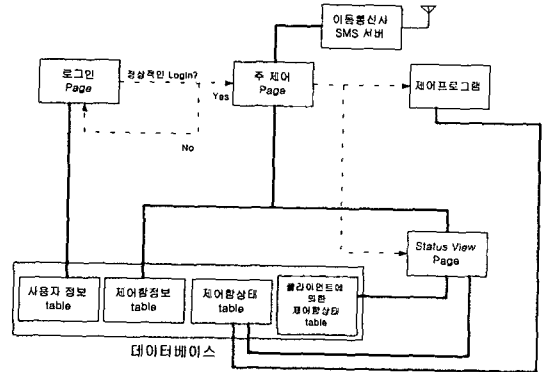 이동통신사
SMS 서버
로그인
Page
정상적인 Login?
Yes
No
주 제어
Page
제어프로그램
Status View
Page
사용자 정보
table
제어함정보
table
제어함상태
table
클라이언트에
의한
제어함상태
table
데이터베이스